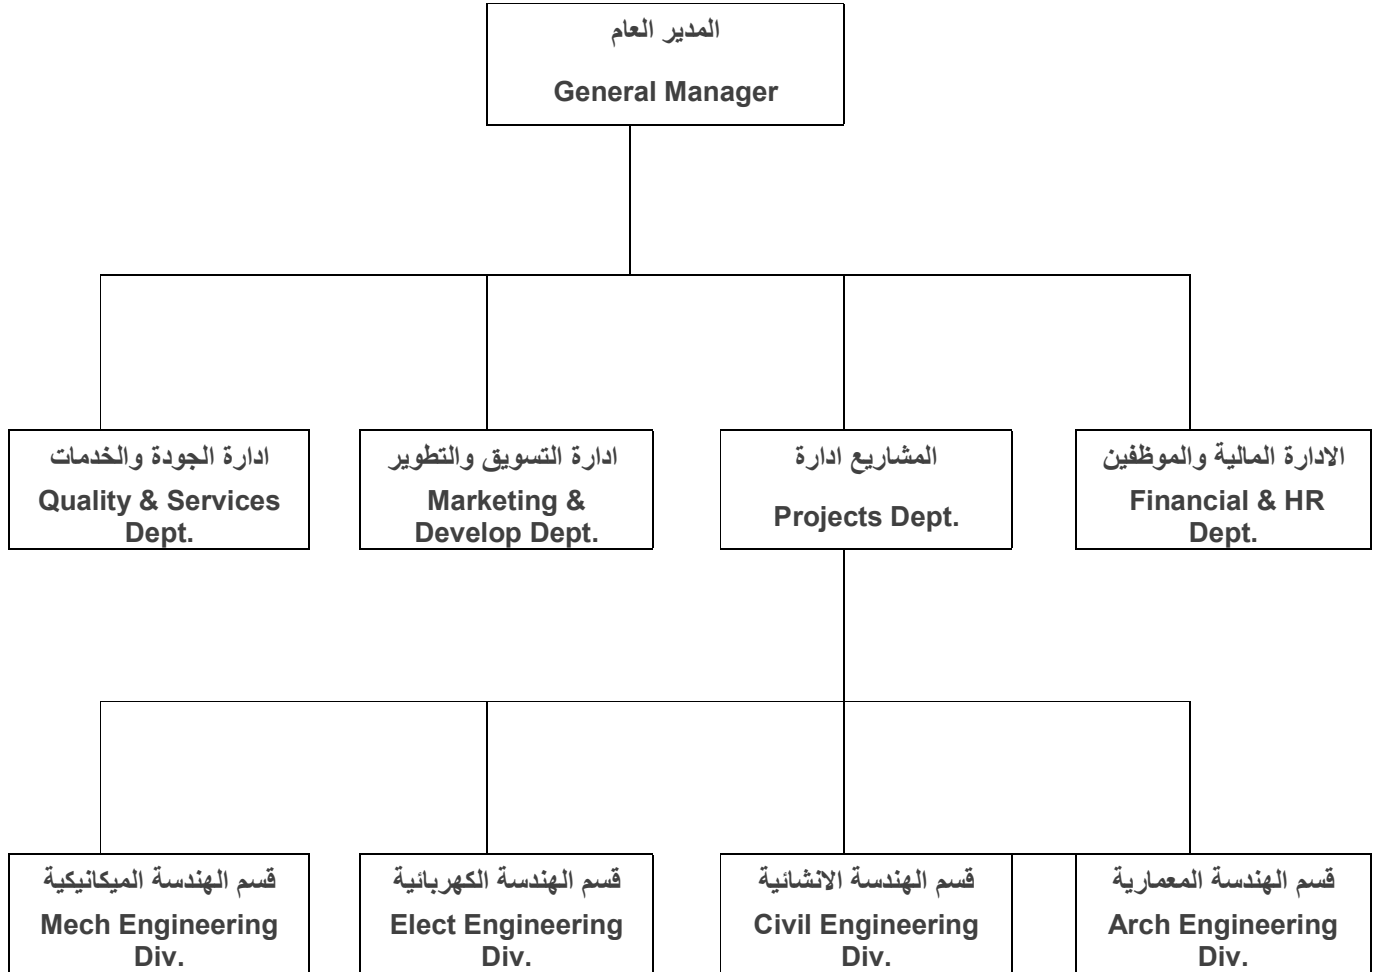 المدير العام
General Manager
ادارة الجودة والخدمات
Quality & Services
Dept.
ادارة التسويق والتطوير
Marketing &
Develop Dept.
المشاريع ادارة
Projects Dept.
الادارة المالية والموظفين
Financial & HR
Dept.
قسم الهندسة الميكانيكية
Mech Engineering
Div.
قسم الهندسة الكهربائية
Elect Engineering
Div.
قسم الهندسة الانشائية
Civil Engineering
Div.
قسم الهندسة المعمارية
Arch Engineering
Div.